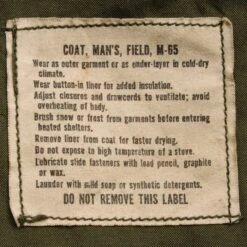 COAT, MAN'S, FIELD, M-65
Wear as outer garment or as under-layer in cold-dry
climate.
Wear button-in liner for added insulation.
Adjust closures and drawcords to ventilate; avoid
overheating of body.
Brush snow or frost from garments before entering
heated shelters.
Remove liner from coat for faster drying.
Do not expose to high temperature of a stove.
Lubricate slide fasteners with lead pencil, graphite
or wax.
Launder with mild soap or synthetic detergents.
DO NOT REMOVE THIS LABEL